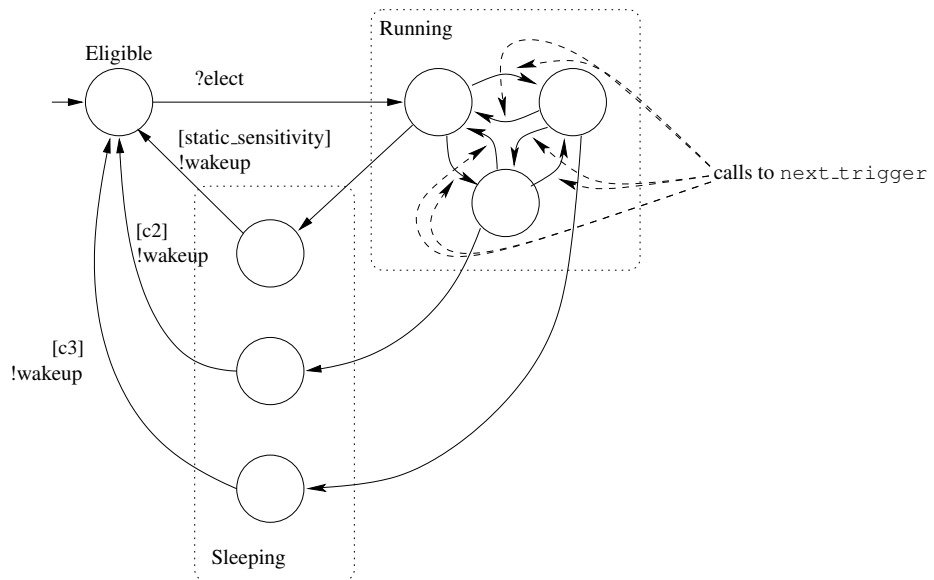 Running
Eligible
?elect
[static_sensitivity]
!wakeup
calls to next_trigger
[c2]
!wakeup
[c3]
!wakeup
Sleeping